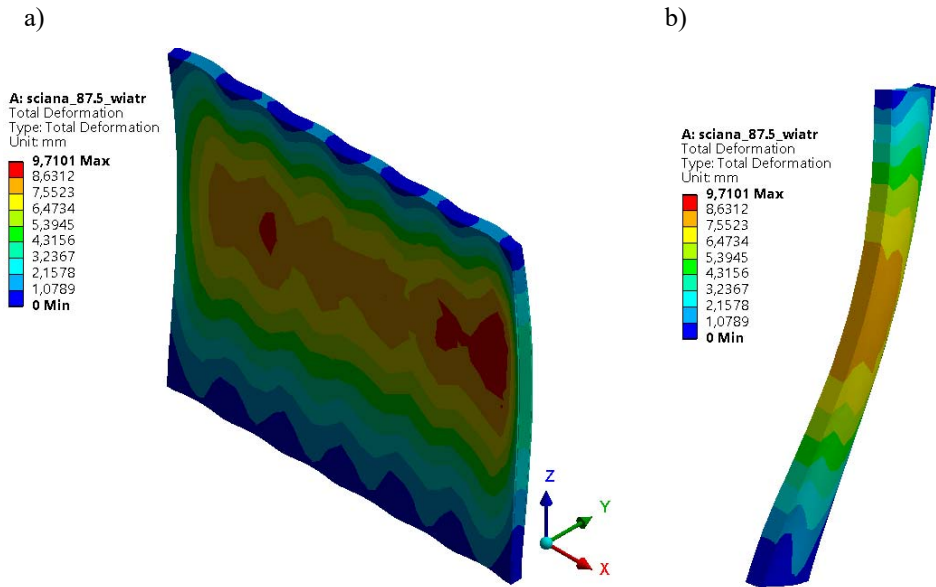 a)
A: sciana_87.5_wiatr
Total Deformation
Type: Total Deformation
Unit: mm
9,7101 Max
8,6312
7,5523
6,4734
5,3945
4,3156
3,2367
2,1578
1,0789
0 Min
Z
Y
X
b)
A: sciana_87.5_wiatr
Total Deformation
Type: Total Deformation
Unit: mm
9,7101 Max
8,6312
7,5523
6,4734
5,3945
4,3156
3,2367
2,1578
1,0789
0 Min